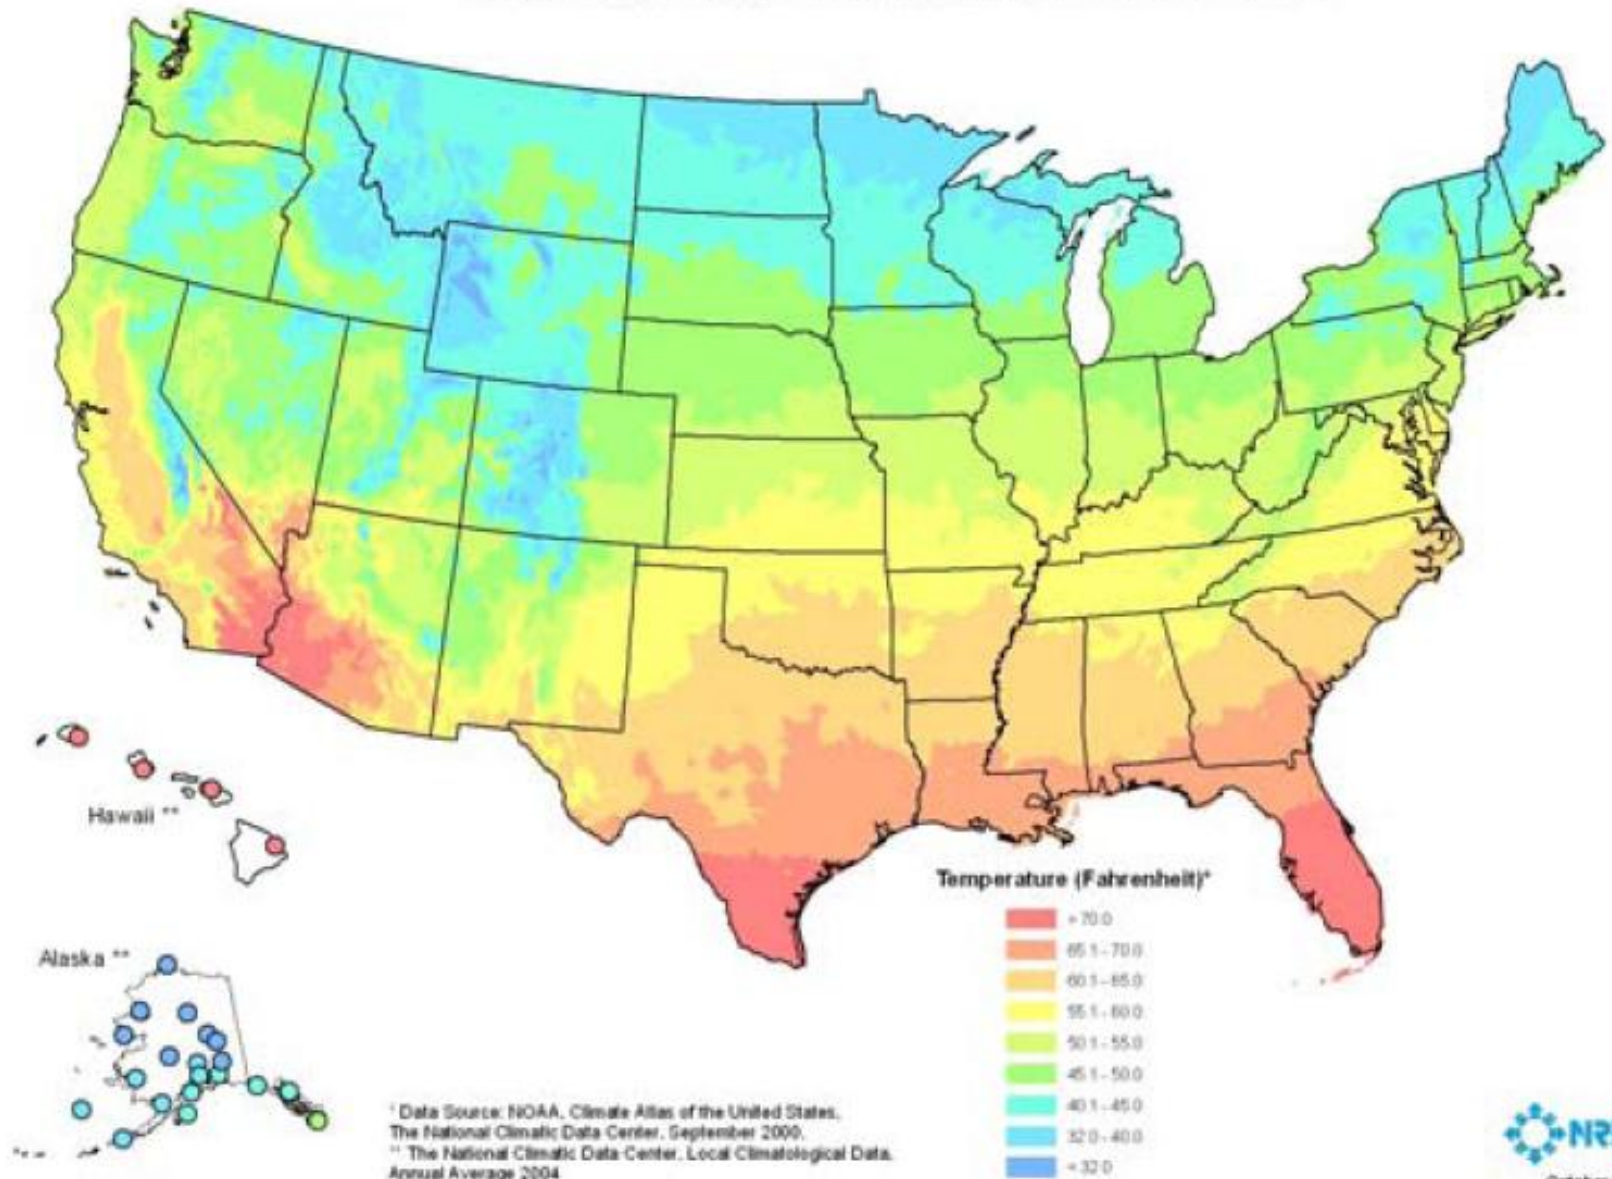 Hawaii **
Alaska **
Temperature (Fahrenheit)*
> 70.0
65.1 - 70.0
60.1 - 65.0
55.1 - 60.0
50.1 - 55.0
45.1 - 50.0
40.1 - 45.0
32.0 - 40.0
< 32.0
* Data Source: NOAA, Climate Atlas of the United States,
The National Climatic Data Center, September 2000.
** The National Climatic Data Center, Local Climatological Data,
Annual Average 2004
NR